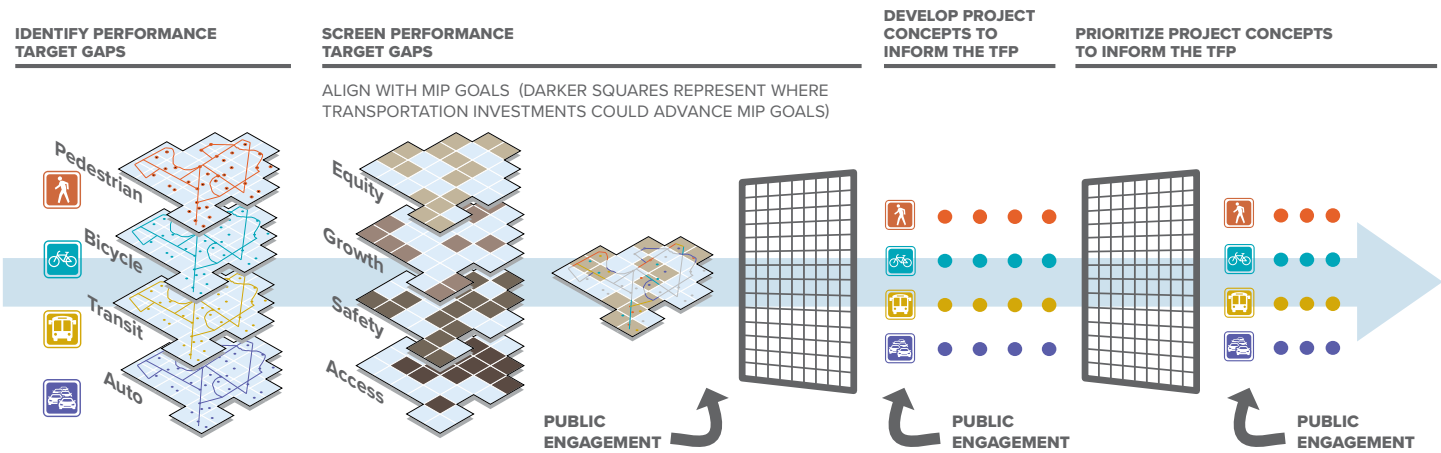 IDENTIFY PERFORMANCE
TARGET GAPS
SCREEN PERFORMANCE
TARGET GAPS
ALIGN WITH MIP GOALS (DARKER SQUARES REPRESENT WHERE
TRANSPORTATION INVESTMENTS COULD ADVANCE MIP GOALS)
DEVELOP PROJECT
CONCEPTS TO
INFORM THE TFP
PRIORITIZE PROJECT CONCEPTS
TO INFORM THE TFP
Pedestrian
Bicycle
Transit
Auto
Equity
Growth
Safety
Access
PUBLIC
ENGAGEMENT
PUBLIC
ENGAGEMENT
PUBLIC
ENGAGEMENT